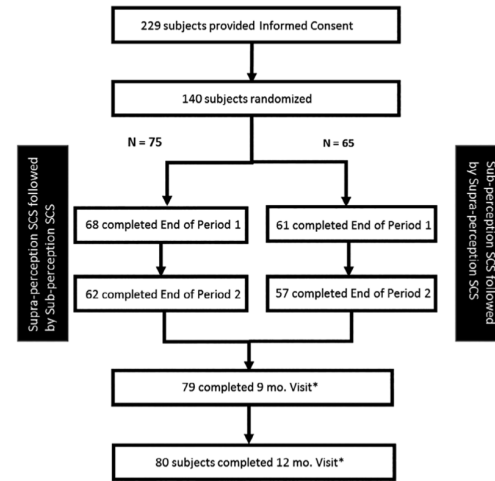 229 subjects provided Informed Consent
140 subjects randomized
N = 75
N = 65
Supra-perception SCS followed
by Sub-perception SCS
Sub-perception SCS followed
by Supra-perception SCS
68 completed End of Period 1
61 completed End of Period 1
62 completed End of Period 2
57 completed End of Period 2
79 completed 9 mo. Visit*
80 subjects completed 12 mo. Visit*